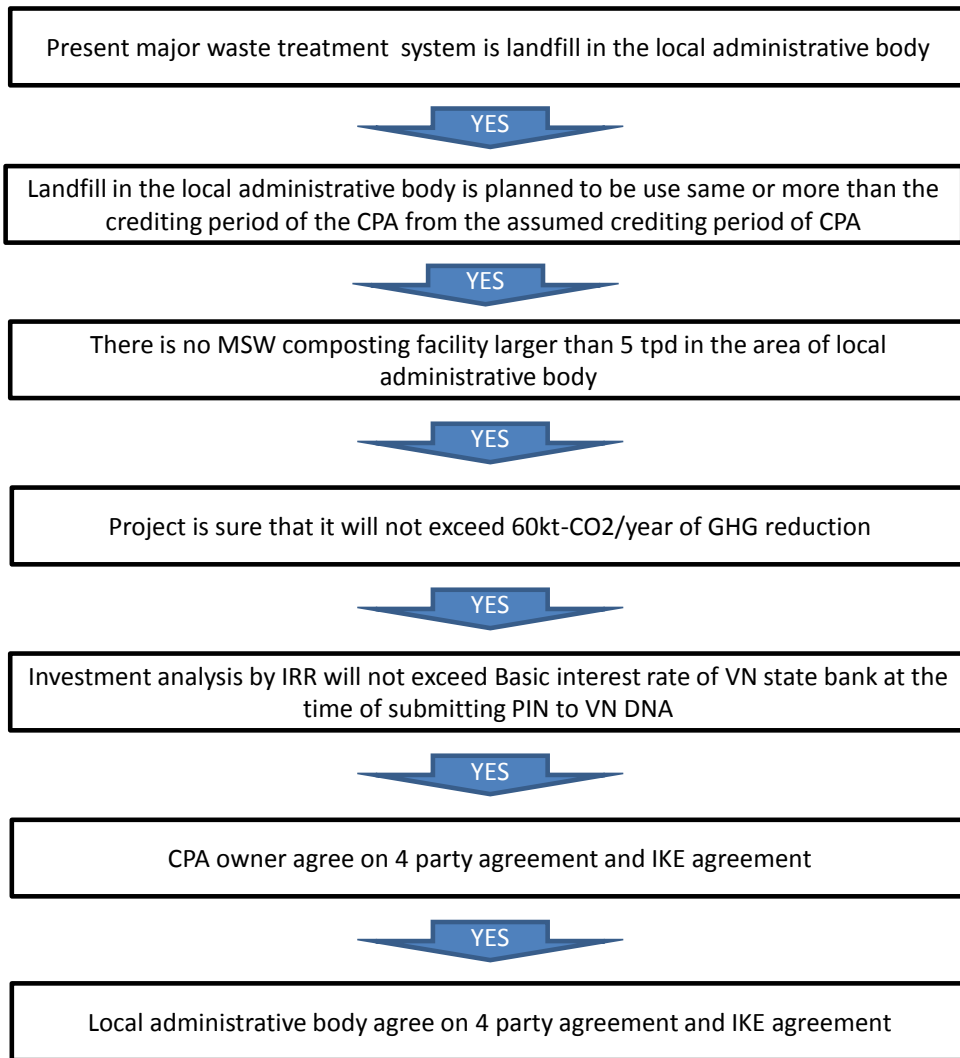 Present major waste treatment system is landfill in the local administrative body
YES
Landfill in the local administrative body is planned to be use same or more than the
crediting period of the CPA from the assumed crediting period of CPA
YES
There is no MSW composting facility larger than 5 tpd in the area of local
administrative body
YES
Project is sure that it will not exceed 60kt-CO2/year of GHG reduction
YES
Investment analysis by IRR will not exceed Basic interest rate of VN state bank at the
time of submitting PIN to VN DNA
YES
CPA owner agree on 4 party agreement and IKE agreement
YES
Local administrative body agree on 4 party agreement and IKE agreement